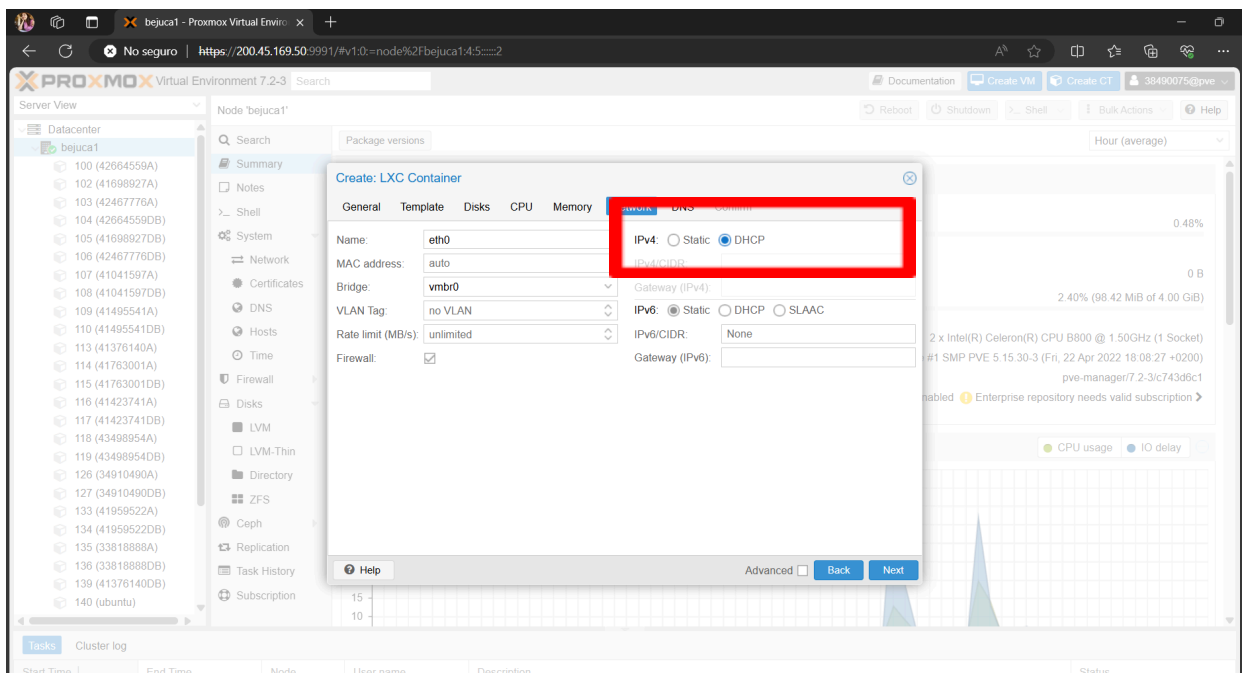 bejuca1 - Proxmox Virtual Enviro
No seguro https://200.45.169.50:9991/#v1:0:=node%2Fbejuca1:4:5::::::2
PROXMOX Virtual Environment 7.2-3 Search
Documentation Create VM Create CT 38490075@pve
Server View
Node 'bejuca1'
Reboot Shutdown >_ Shell Bulk Actions Help
Datacenter
bejuca1
100 (42664559A)
102 (41698927A)
103 (42467776A)
104 (42664559DB)
105 (41698927DB)
106 (42467776DB)
107 (41041597A)
108 (41041597DB)
109 (41495541A)
110 (41495541DB)
113 (41376140A)
114 (41763001A)
115 (41763001DB)
116 (41423741A)
117 (41423741DB)
118 (43498954A)
119 (43498954DB)
126 (34910490A)
127 (34910490DB)
133 (41959522A)
134 (41959522DB)
135 (33818888A)
136 (33818888DB)
139 (41376140DB)
140 (ubuntu)
Search
Summary
Notes
>_ Shell
System
Network
Certificates
DNS
Hosts
Time
Firewall
Disks
LVM
LVM-Thin
Directory
ZFS
Ceph
Replication
Task History
Subscription
Package versions
Hour (average)
Create: LXC Container
General Template Disks CPU Memory Network DNS Confirm
Name: eth0
MAC address: auto
Bridge: vmbr0
VLAN Tag: no VLAN
Rate limit (MB/s): unlimited
Firewall:
IPv4: Static DHCP
IPv4/CIDR:
Gateway (IPv4):
IPv6: Static DHCP SLAAC
IPv6/CIDR: None
Gateway (IPv6):
Help
Advanced Back Next
0.48%
0 B
2.40% (98.42 MiB of 4.00 GiB)
2 x Intel(R) Celeron(R) CPU B800 @ 1.50GHz (1 Socket)
#1 SMP PVE 5.15.30-3 (Fri, 22 Apr 2022 18:08:27 +0200)
pve-manager/7.2-3/c743d6c1
Enterprise repository needs valid subscription
CPU usage IO delay
15
10
Tasks Cluster log
Start Time End Time Node User name Description Status